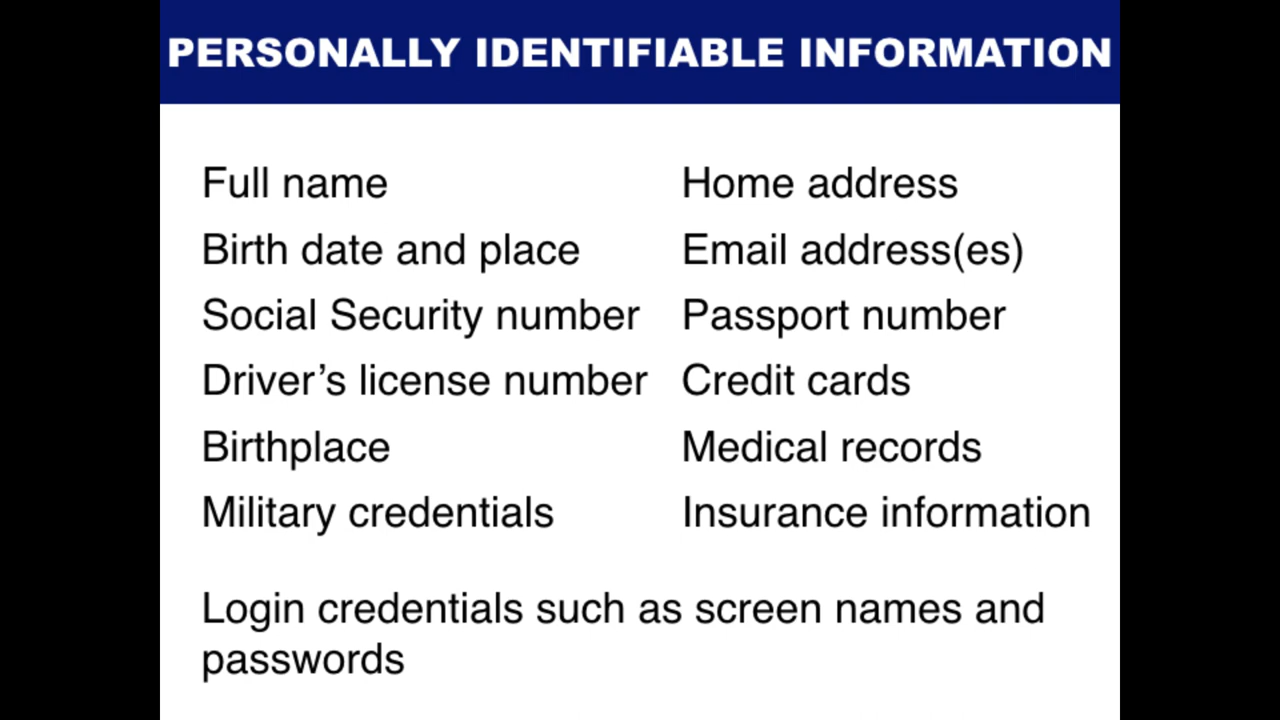 PERSONALLY IDENTIFIABLE INFORMATION
Full name
Birth date and place
Social Security number
Driver’s license number
Birthplace
Military credentials
Home address
Email address(es)
Passport number
Credit cards
Medical records
Insurance information
Login credentials such as screen names and
passwords